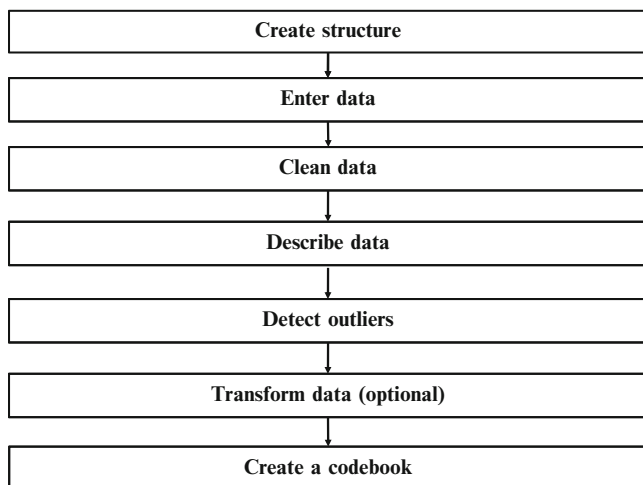 Create structure
Enter data
Clean data
Describe data
Detect outliers
Transform data (optional)
Create a codebook